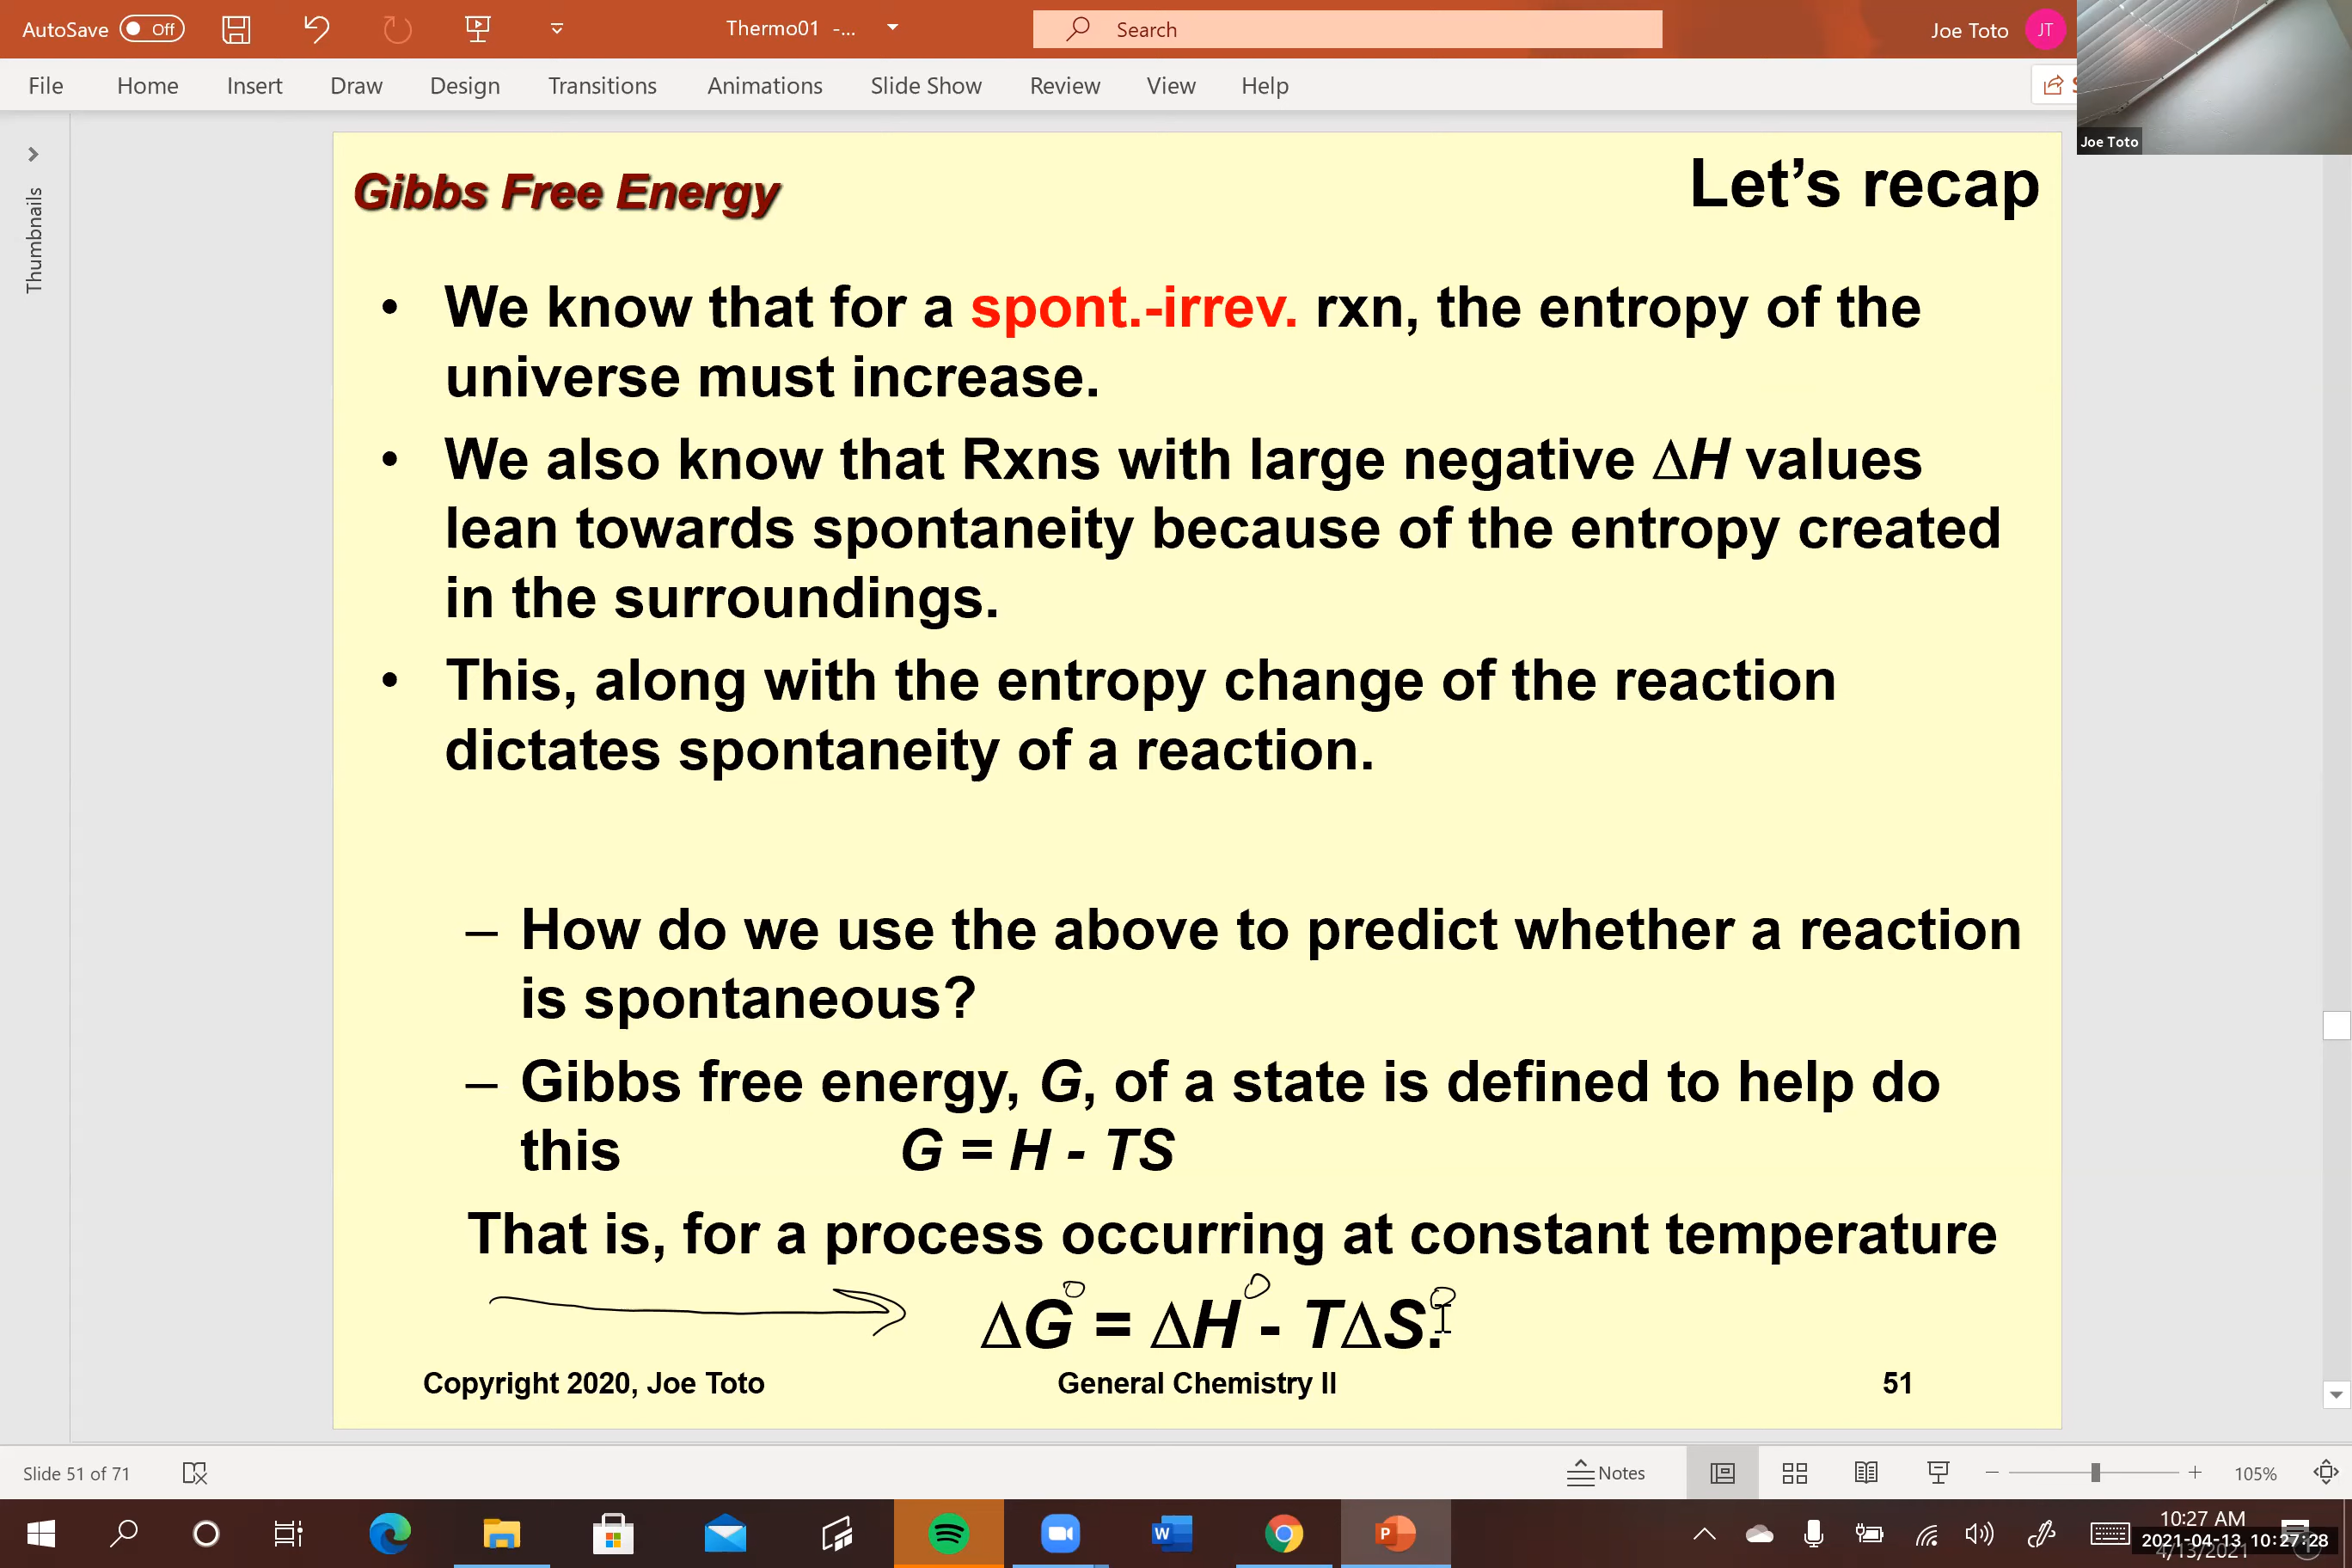 AutoSave Off Thermo01 -... Search Joe Toto JT
File Home Insert Draw Design Transitions Animations Slide Show Review View Help
Joe Toto
Thumbnails
Gibbs Free Energy
Let’s recap
• We know that for a spont.-irrev. rxn, the entropy of the
universe must increase.
• We also know that Rxns with large negative ΔH values
lean towards spontaneity because of the entropy created
in the surroundings.
• This, along with the entropy change of the reaction
dictates spontaneity of a reaction.
– How do we use the above to predict whether a reaction
is spontaneous?
– Gibbs free energy, G, of a state is defined to help do
this G = H - TS
That is, for a process occurring at constant temperature
ΔG° = ΔH° - TΔS°.
Copyright 2020, Joe Toto General Chemistry II 51
Slide 51 of 71 Notes 105%
10:27 AM
2021-04-13 10:27:28
4/13/2021